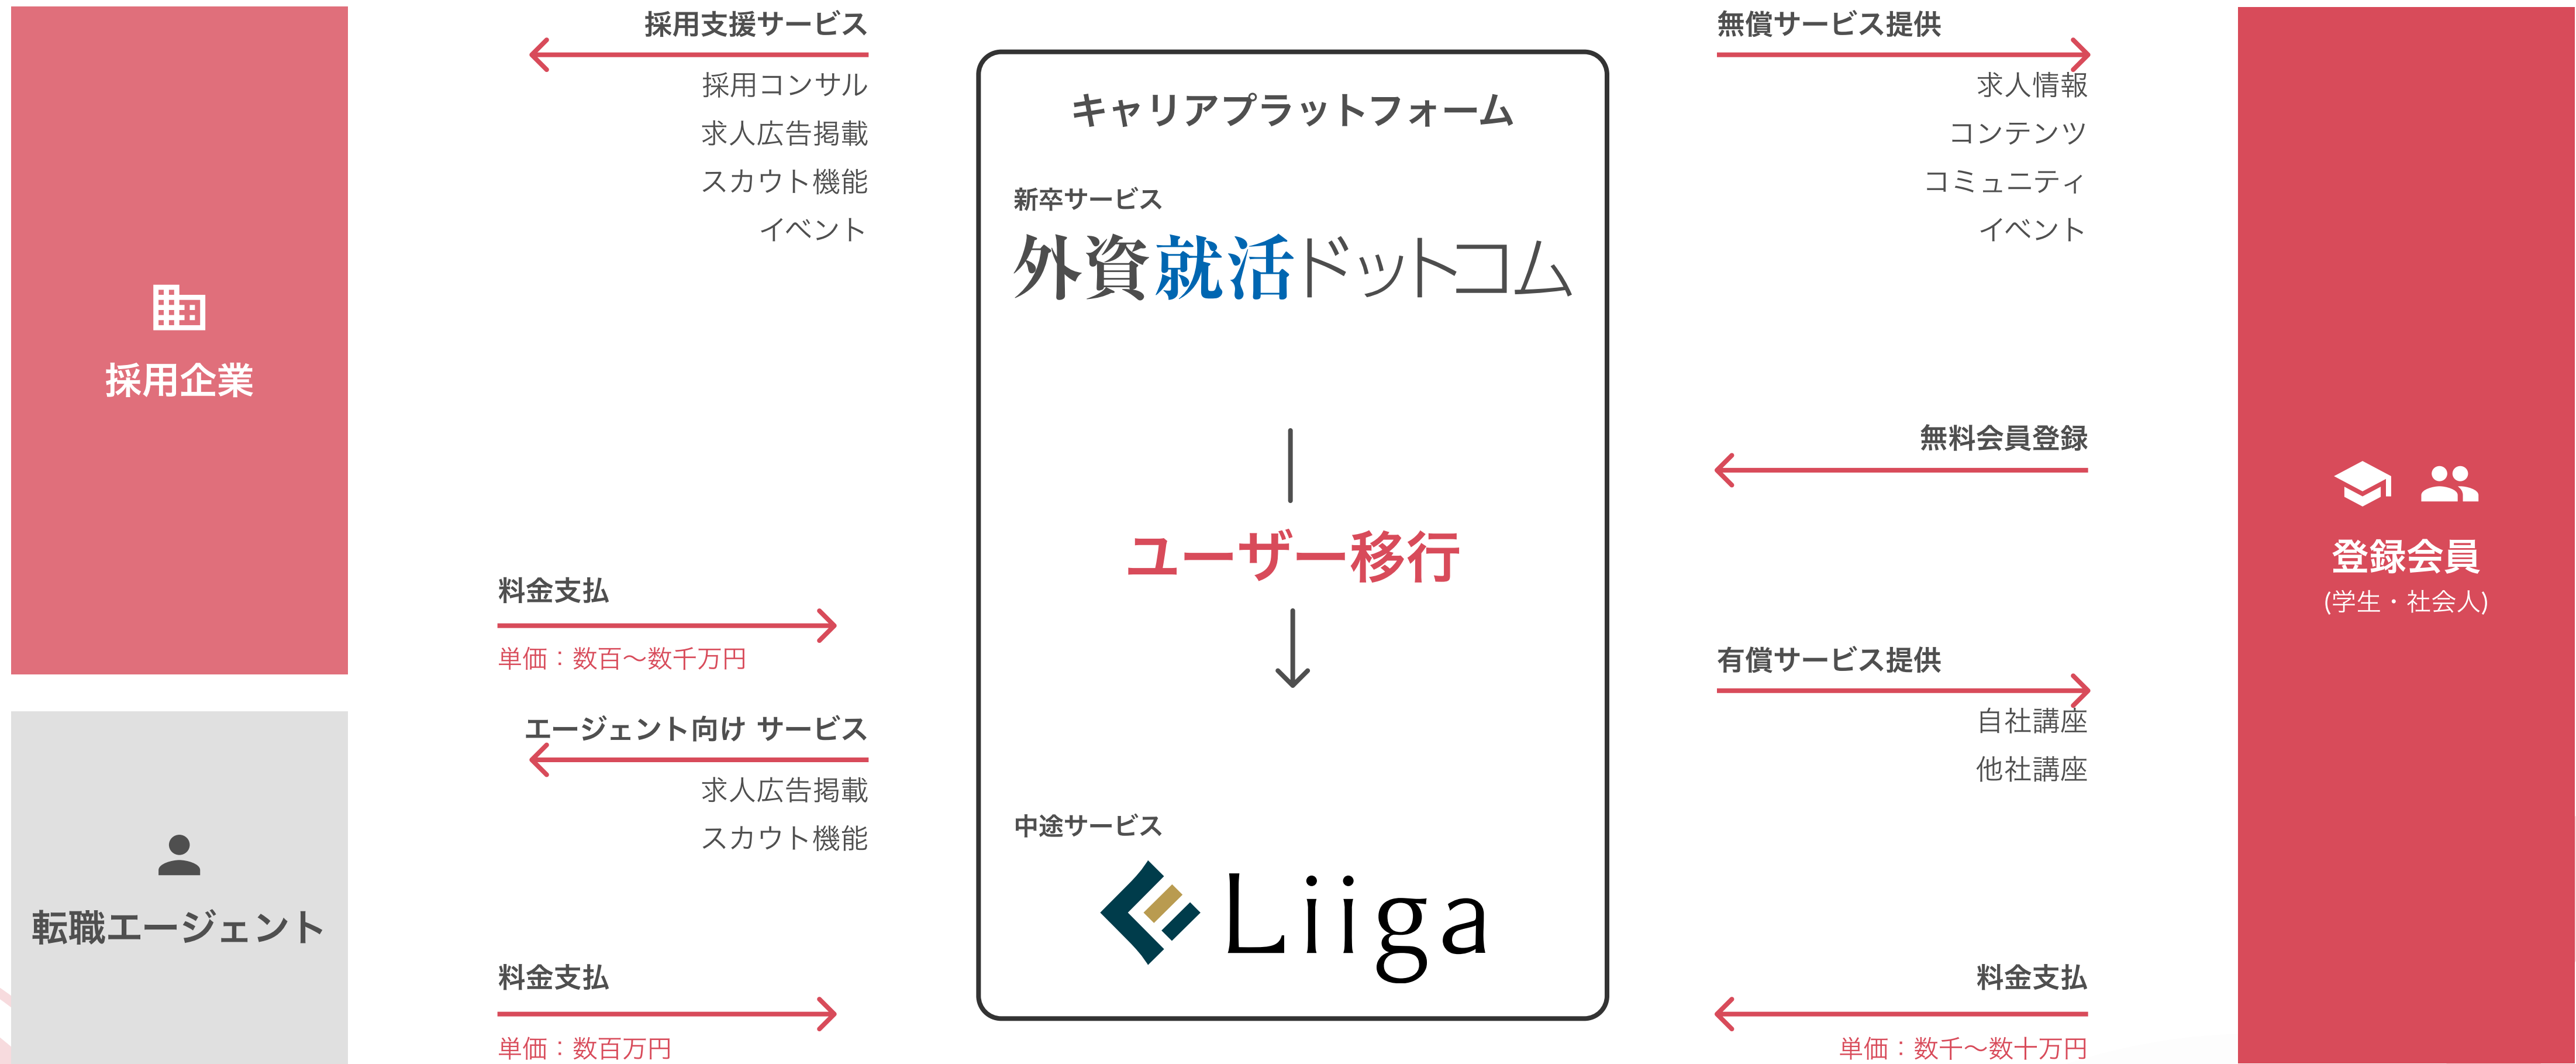 採用企業
転職エージェント
採用支援サービス
採用コンサル
求人広告掲載
スカウト機能
イベント
料金支払
単価：数百〜数千万円
エージェント向け サービス
求人広告掲載
スカウト機能
料金支払
単価：数百万円
キャリアプラットフォーム
新卒サービス
外資就活ドットコム
ユーザー移行
中途サービス
Liiga
無償サービス提供
求人情報
コンテンツ
コミュニティ
イベント
無料会員登録
有償サービス提供
自社講座
他社講座
料金支払
単価：数千〜数十万円
登録会員
(学生・社会人)